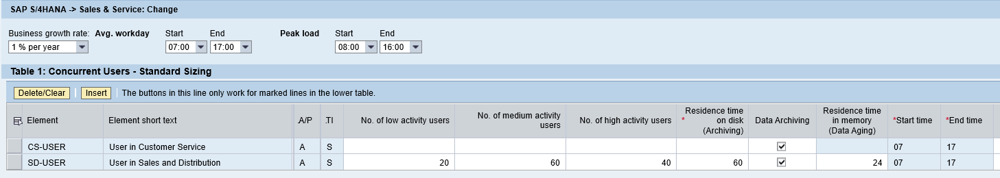 SAP S/4HANA -> Sales & Service: Change
Business growth rate: Avg. workday Start End Peak load Start End
1 % per year 07:00 17:00 08:00 16:00
Table 1: Concurrent Users - Standard Sizing
Delete/Clear Insert The buttons in this line only work for marked lines in the lower table.
Element Element short text .A/P .TI No. of low activity users No. of medium activity users No. of high activity users *Residence time on disk (Archiving) Data Archiving Residence time in memory (Data Aging) *Start time *End time
CS-USER User in Customer Service A S 07 17
SD-USER User in Sales and Distribution A S 20 60 40 60 24 07 17